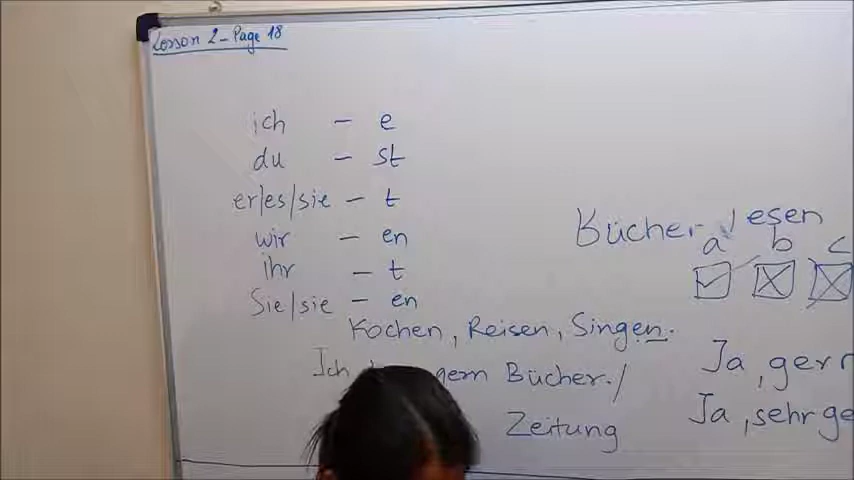 Lesson 2 - Page 18
ich - e
du - st
er/es/sie - t
wir - en
ihr - t
Sie/sie - en
Bücher lesen
a b c
Kochen, Reisen, Singen.
Ich gern Bücher./
Zeitung
Ja, gern
Ja, sehr ge